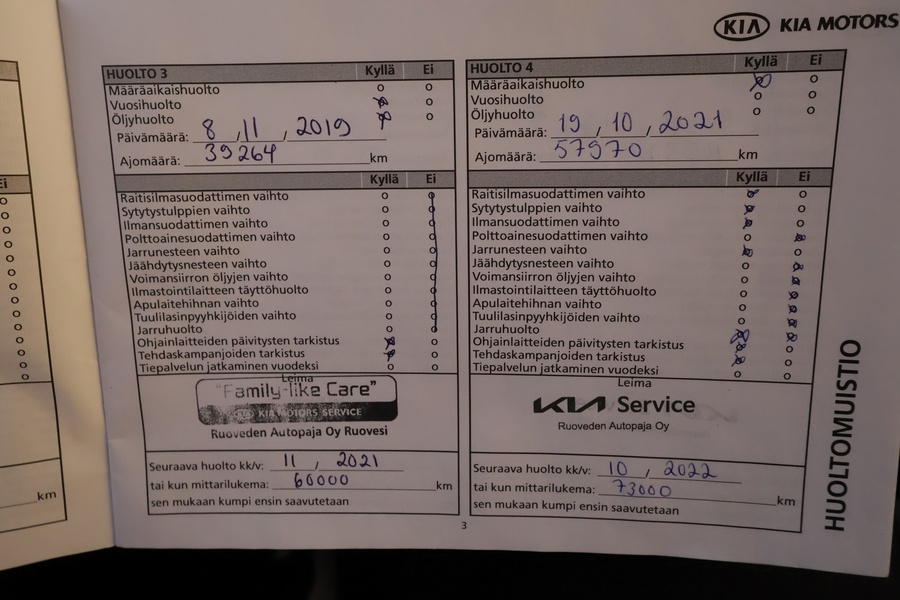 KIA KIA MOTORS
HUOLTO 3 Kyllä Ei
Määräaikaishuolto
Vuosihuolto
Öljyhuolto
Päivämäärä: 8 , 11 , 2019
Ajomäärä: 39264 km
Kyllä Ei
Raitisilmasuodattimen vaihto
Sytytystulppien vaihto
Ilmansuodattimen vaihto
Polttoainesuodattimen vaihto
Jarrunesteen vaihto
Jäähdytysnesteen vaihto
Voimansiirron öljyjen vaihto
Ilmastointilaitteen täyttöhuolto
Apulaitehihnan vaihto
Tuulilasinpyyhkijöiden vaihto
Jarruhuolto
Ohjainlaitteiden päivitysten tarkistus
Tehdaskampanjoiden tarkistus
Tiepalvelun jatkaminen vuodeksi
Leima
"Family-like Care"
KIA MOTORS SERVICE
Ruoveden Autopaja Oy Ruovesi
Seuraava huolto kk/v: 11 , 2021
tai kun mittarilukema: 60000 km
sen mukaan kumpi ensin saavutetaan
HUOLTO 4 Kyllä Ei
Määräaikaishuolto
Vuosihuolto
Öljyhuolto
Päivämäärä: 19 , 10 , 2021
Ajomäärä: 57970 km
Kyllä Ei
Raitisilmasuodattimen vaihto
Sytytystulppien vaihto
Ilmansuodattimen vaihto
Polttoainesuodattimen vaihto
Jarrunesteen vaihto
Jäähdytysnesteen vaihto
Voimansiirron öljyjen vaihto
Ilmastointilaitteen täyttöhuolto
Apulaitehihnan vaihto
Tuulilasinpyyhkijöiden vaihto
Jarruhuolto
Ohjainlaitteiden päivitysten tarkistus
Tehdaskampanjoiden tarkistus
Tiepalvelun jatkaminen vuodeksi
Leima
KIA Service
Ruoveden Autopaja Oy
Seuraava huolto kk/v: 10 , 2022
tai kun mittarilukema: 73000 km
sen mukaan kumpi ensin saavutetaan
HUOLTOMUISTIO
3
Ei
km